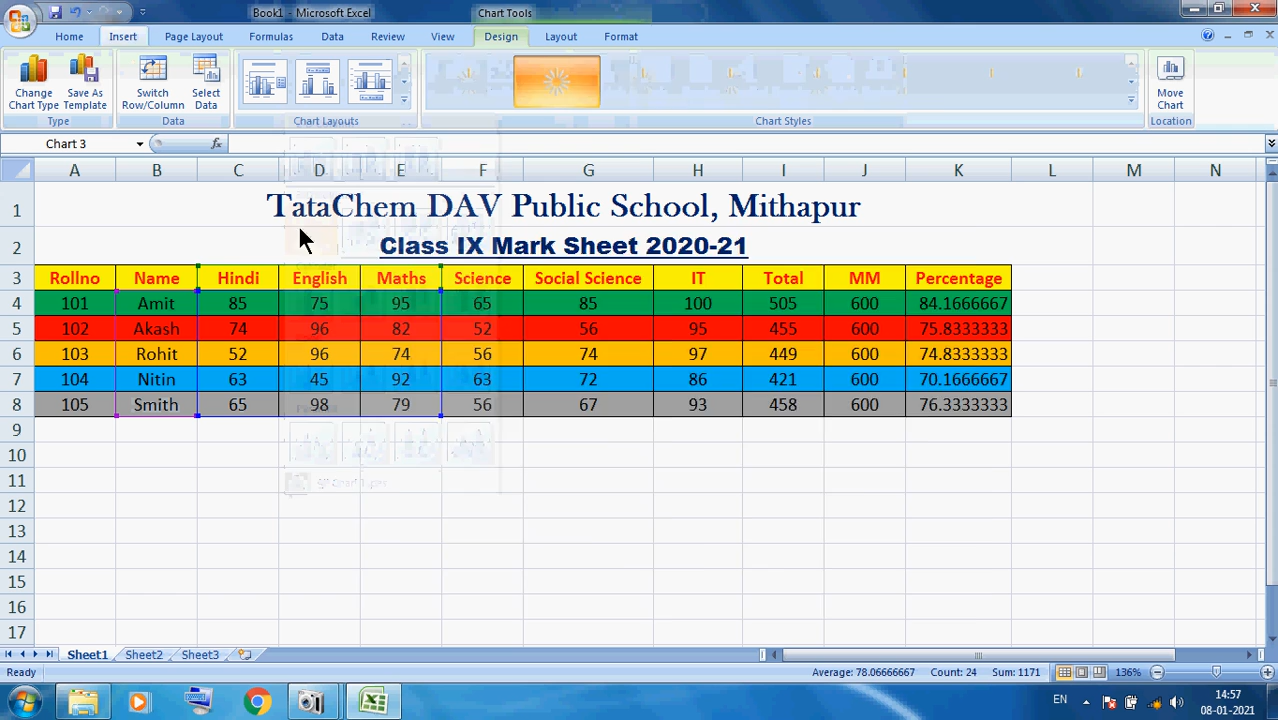 Book1 - Microsoft Excel
Chart Tools
Home Insert Page Layout Formulas Data Review View Design Layout Format
Change Chart Type
Save As Template
Switch Row/Column
Select Data
Move Chart
Type Data Chart Layouts Chart Styles Location
Chart 3 fx
A B C D E F G H I J K L M N
1 TataChem DAV Public School, Mithapur
2 Class IX Mark Sheet 2020-21
3 Rollno Name Hindi English Maths Science Social Science IT Total MM Percentage
4 101 Amit 85 75 95 65 85 100 505 600 84.1666667
5 102 Akash 74 96 82 52 56 95 455 600 75.8333333
6 103 Rohit 52 96 74 56 74 97 449 600 74.8333333
7 104 Nitin 63 45 92 63 72 86 421 600 70.1666667
8 105 Smith 65 98 79 56 67 93 458 600 76.3333333
9
10
11
12
13
14
15
16
17
Sheet1 Sheet2 Sheet3
Ready Average: 78.06666667 Count: 24 Sum: 1171 136%
EN 14:57
08-01-2021